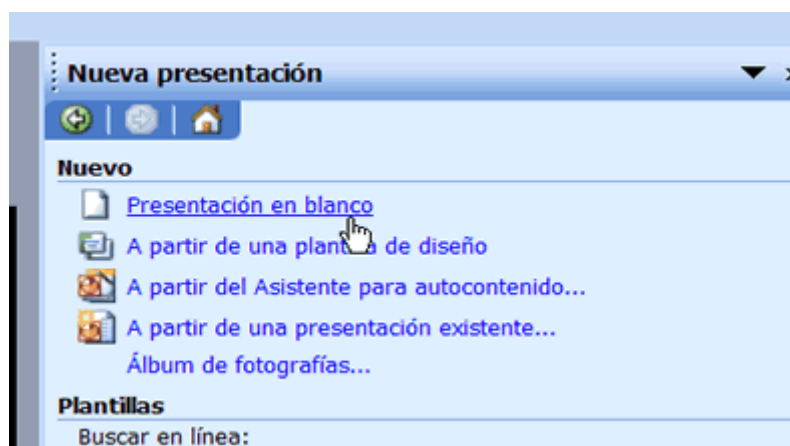 Nueva presentación
Nuevo
Presentación en blanco
A partir de una plantilla de diseño
A partir del Asistente para autocontenido...
A partir de una presentación existente...
Álbum de fotografías...
Plantillas
Buscar en línea: